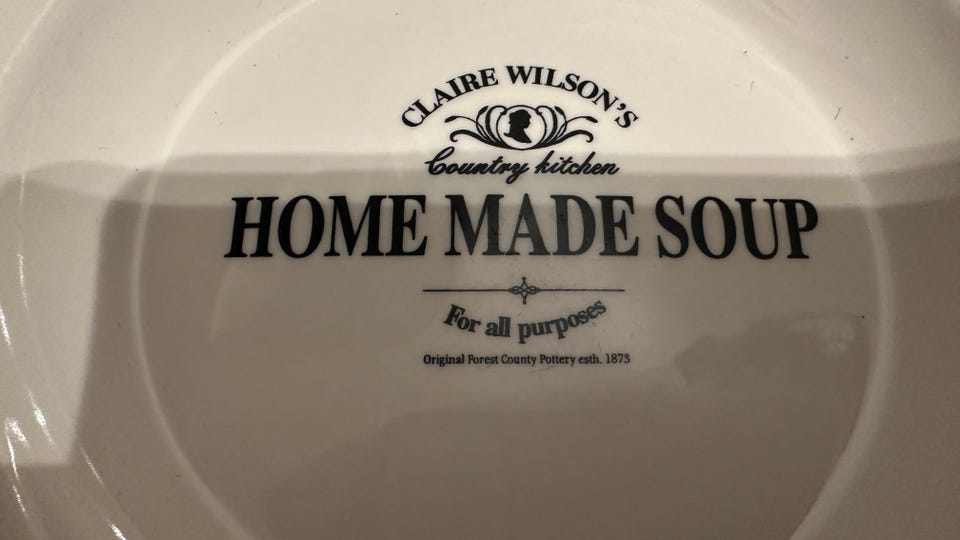 CLAIRE WILSON'S
Country kitchen
HOME MADE SOUP
For all purposes
Original Forest County Pottery esth. 1873